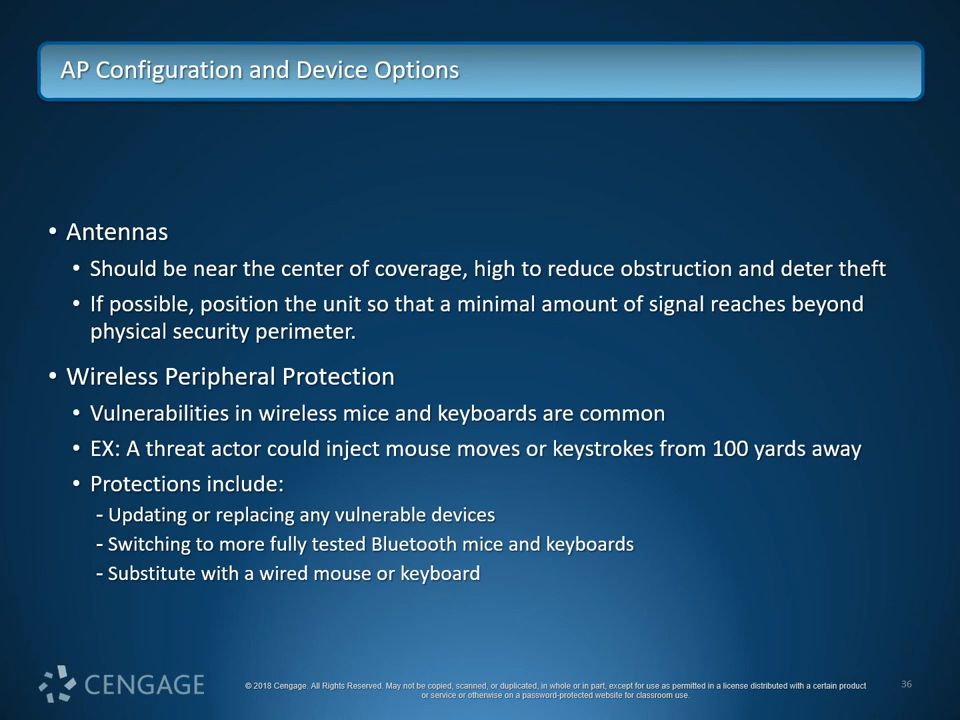 AP Configuration and Device Options
• Antennas
• Should be near the center of coverage, high to reduce obstruction and deter theft
• If possible, position the unit so that a minimal amount of signal reaches beyond
physical security perimeter.
• Wireless Peripheral Protection
• Vulnerabilities in wireless mice and keyboards are common
• EX: A threat actor could inject mouse moves or keystrokes from 100 yards away
• Protections include:
- Updating or replacing any vulnerable devices
- Switching to more fully tested Bluetooth mice and keyboards
- Substitute with a wired mouse or keyboard
CENGAGE
© 2018 Cengage. All Rights Reserved. May not be copied, scanned, or duplicated, in whole or in part, except for use as permitted in a license distributed with a certain product
or service or otherwise on a password-protected website for classroom use.
36